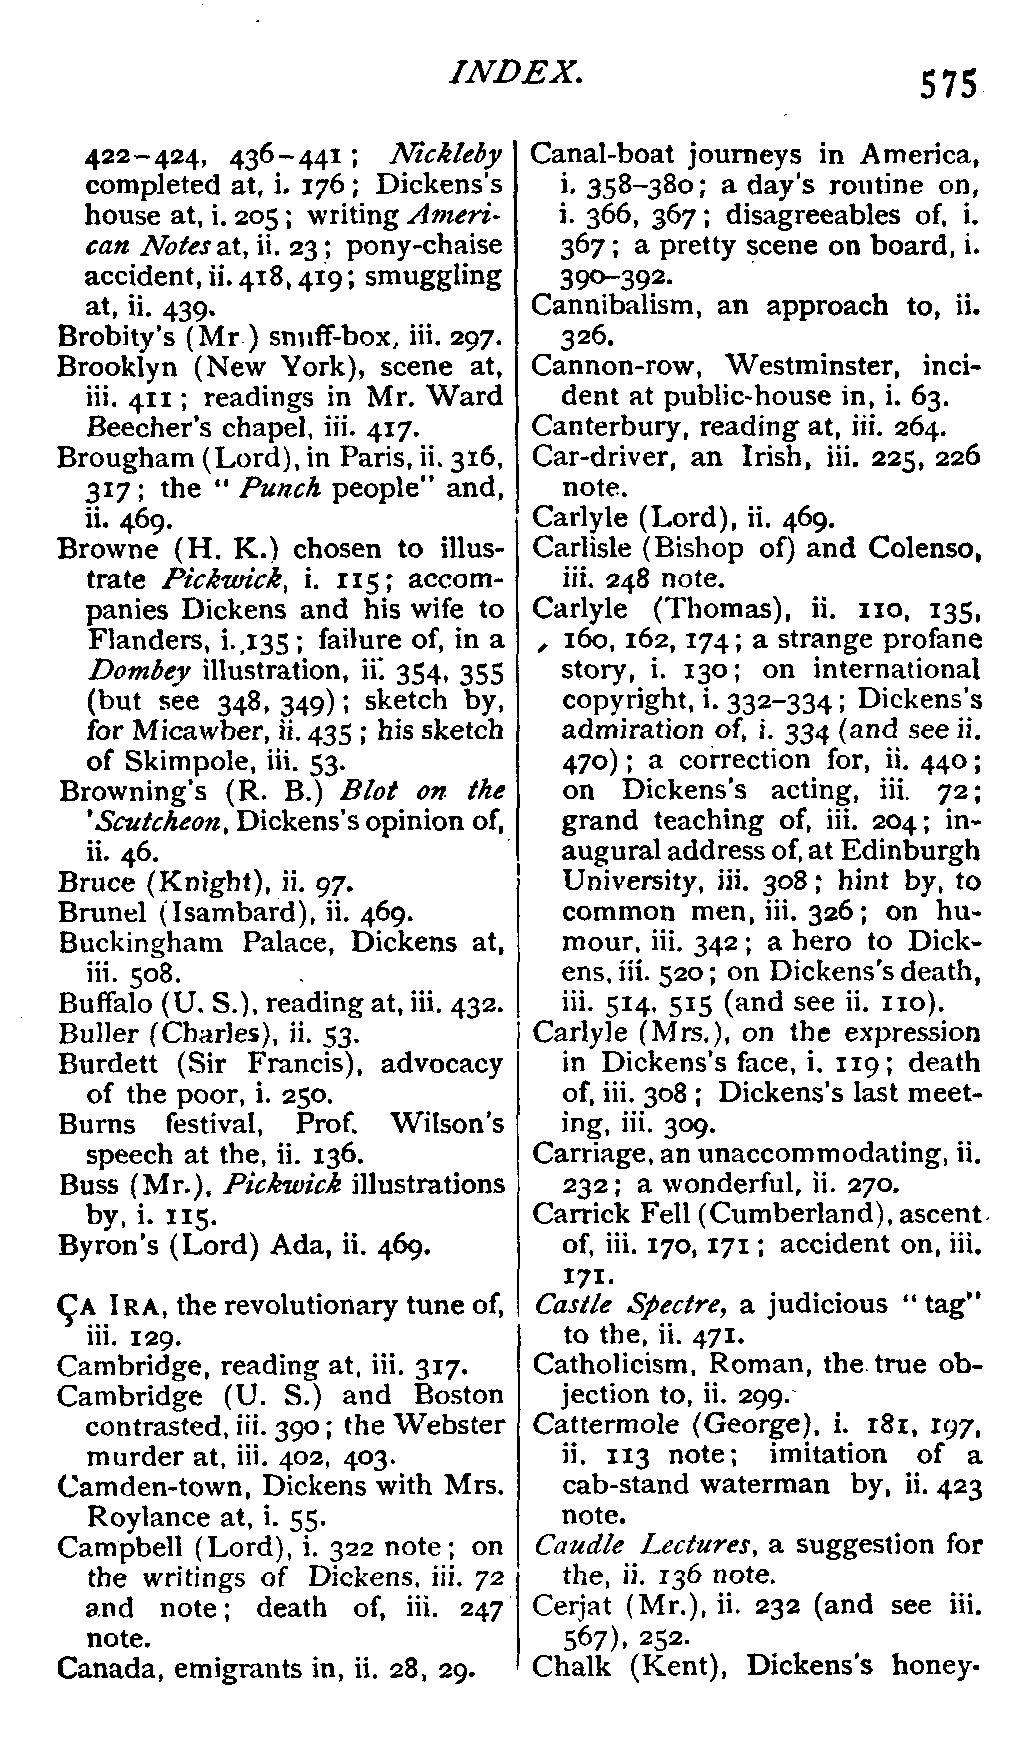 INDEX.
575
422-424, 436-441; Nickleby
completed at, i. 176; Dickens's
house at, i. 205; writing Ameri-
can Notes at, ii. 23; pony-chaise
accident, ii. 418, 419; smuggling
at, ii. 439.
Brobity's (Mr ) snuff-box, iii. 297.
Brooklyn (New York), scene at,
iii. 411; readings in Mr. Ward
Beecher's chapel, iii. 417.
Brougham (Lord), in Paris, ii. 316,
317; the "Punch people" and,
ii. 469.
Browne (H. K.) chosen to illus-
trate Pickwick, i. 115; accom-
panies Dickens and his wife to
Flanders, i. 135; failure of, in a
Dombey illustration, ii. 354, 355
(but see 348, 349); sketch by,
for Micawber, ii. 435; his sketch
of Skimpole, iii. 53.
Browning's (R. B.) Blot on the
'Scutcheon, Dickens's opinion of,
ii. 46.
Bruce (Knight), ii. 97.
Brunel (Isambard), ii. 469.
Buckingham Palace, Dickens at,
iii. 508.
Buffalo (U. S.), reading at, iii. 432.
Buller (Charles), ii. 53.
Burdett (Sir Francis), advocacy
of the poor, i. 250.
Burns festival, Prof. Wilson's
speech at the, ii. 136.
Buss (Mr.), Pickwick illustrations
by, i. 115.
Byron's (Lord) Ada, ii. 469.
ÇA IRA, the revolutionary tune of,
iii. 129.
Cambridge, reading at, iii. 317.
Cambridge (U. S.) and Boston
contrasted, iii. 390; the Webster
murder at, iii. 402, 403.
Camden-town, Dickens with Mrs.
Roylance at, i. 55.
Campbell (Lord), i. 322 note; on
the writings of Dickens, iii. 72
and note; death of, iii. 247
note.
Canada, emigrants in, ii. 28, 29.
Canal-boat journeys in America,
i. 358-380; a day's routine on,
i. 366, 367; disagreeables of, i.
367; a pretty scene on board, i.
390-392.
Cannibalism, an approach to, ii.
326.
Cannon-row, Westminster, inci-
dent at public-house in, i. 63.
Canterbury, reading at, iii. 264.
Car-driver, an Irish, iii. 225, 226
note.
Carlyle (Lord), ii. 469.
Carlisle (Bishop of) and Colenso,
iii. 248 note.
Carlyle (Thomas), ii. 110, 135,
160, 162, 174; a strange profane
story, i. 130; on international
copyright, i. 332-334; Dickens's
admiration of, i. 334 (and see ii.
470); a correction for, ii. 440;
on Dickens's acting, iii. 72;
grand teaching of, iii. 204; in-
augural address of, at Edinburgh
University, iii. 308; hint by, to
common men, iii. 326; on hu-
mour, iii. 342; a hero to Dick-
ens, iii. 520; on Dickens's death,
iii. 514, 515 (and see ii. 110).
Carlyle (Mrs.), on the expression
in Dickens's face, i. 119; death
of, iii. 308; Dickens's last meet-
ing, iii. 309.
Carriage, an unaccommodating, ii.
232; a wonderful, ii. 270.
Carrick Fell (Cumberland), ascent
of, iii. 170, 171; accident on, iii.
171.
Castle Spectre, a judicious "tag"
to the, ii. 471.
Catholicism, Roman, the true ob-
jection to, ii. 299.
Cattermole (George), i. 181, 197,
ii. 113 note; imitation of a
cab-stand waterman by, ii. 423
note.
Caudle Lectures, a suggestion for
the, ii. 136 note.
Cerjat (Mr.), ii. 232 (and see iii.
567), 252.
Chalk (Kent), Dickens's honey-